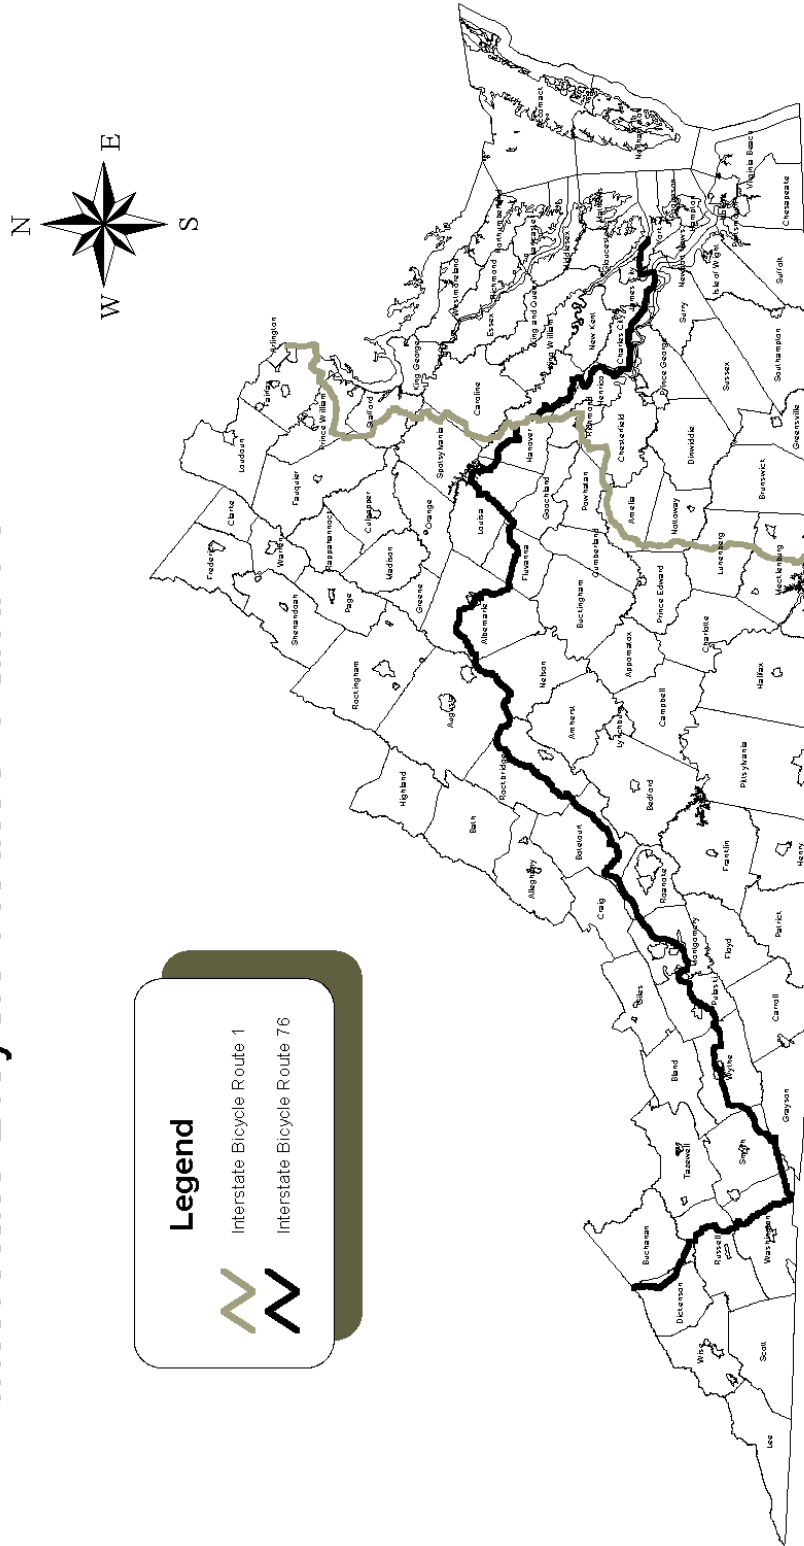 N
W
E
S
Legend
Interstate Bicycle Route 1
Interstate Bicycle Route 76
Arlington
Fairfax
Loudoun
Prince William
Clarke
Frederick
Fauquier
Warren
Stafford
King George
Rappahannock
Culpepper
Shenandoah
Page
Madison
Orange
Spotsylvania
Caroline
Westmoreland
Richmond
Northumberland
Essex
Lancaster
Middlesex
King and Queen
King William
Accomack
Northampton
Rockingham
Greene
Louisa
Hanover
New Kent
Gloucester
Albemarle
Fluvanna
Goochland
Henrico
Charles City
James City
York
Highland
Augusta
Nelson
Buckingham
Cumberland
Powhatan
Richmond
Chesterfield
Prince George
Surry
Newport News
Hampton
Isle of Wight
Virginia Beach
Chesapeake
Suffolk
Bath
Rockbridge
Amherst
Appomattox
Prince Edward
Amelia
Nottoway
Dinwiddie
Sussex
Southampton
Greensville
Alleghany
Botetourt
Lynchburg
Campbell
Charlotte
Lunenburg
Brunswick
Mecklenburg
Craig
Bedford
Roanoke
Halifax
Pittsylvania
Franklin
Henry
Giles
Montgomery
Floyd
Patrick
Bland
Pulaski
Carroll
Tazewell
Wythe
Smyth
Grayson
Buchanan
Russell
Washington
Dickenson
Wise
Scott
Lee